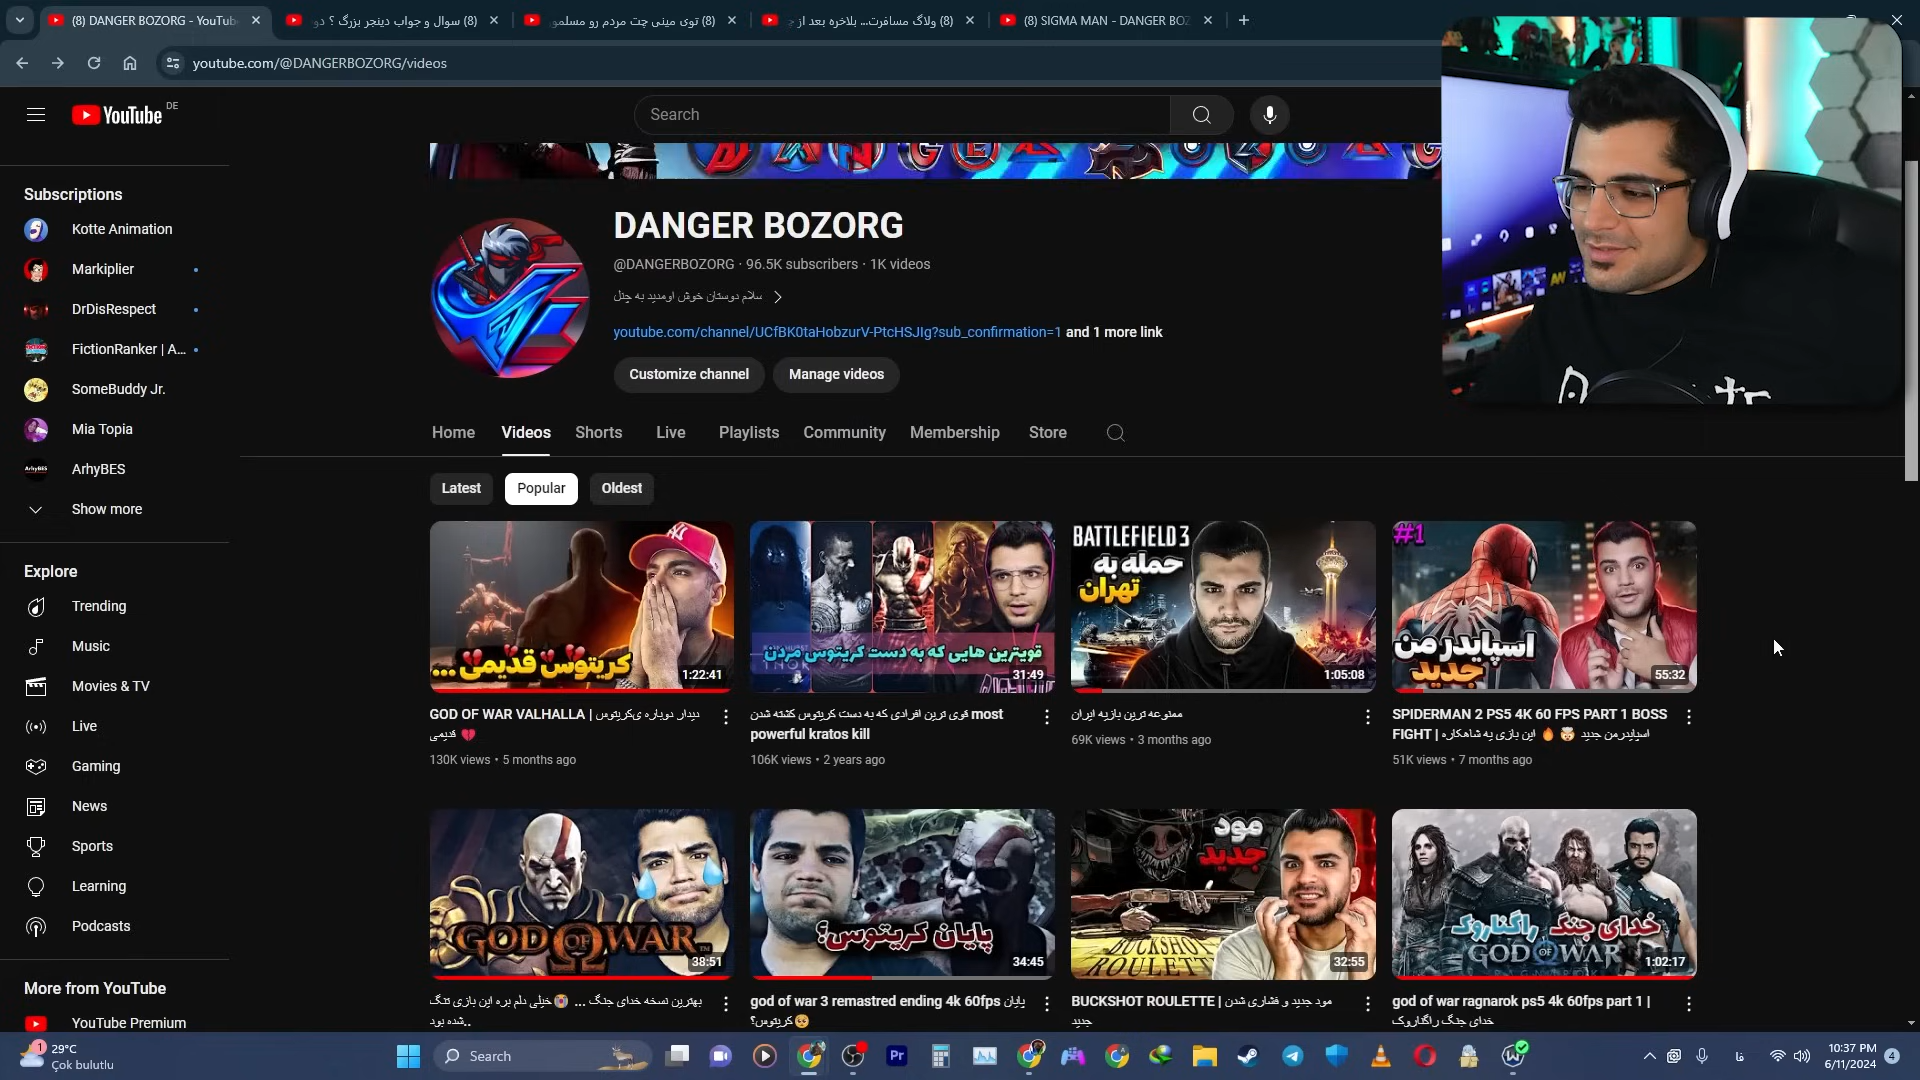 (8) DANGER BOZORG - YouTube
(8) سوال و جواب دینجر بزرگ ؟ دو
(8) توی مینی چت مردم رو مسلمو
(8) ولاگ مسافرت... بلاخره بعد از
(8) SIGMA MAN - DANGER BOZ
youtube.com/@DANGERBOZORG/videos
YouTube DE
Search
DANGER BOZORG
Subscriptions
Kotte Animation
Markiplier
DrDisRespect
FictionRanker | A...
SomeBuddy Jr.
Mia Topia
ArhyBES
ArhyBES
Show more
Explore
Trending
Music
Movies & TV
Live
Gaming
News
Sports
Learning
Podcasts
More from YouTube
YouTube Premium
DANGER BOZORG
@DANGERBOZORG · 96.5K subscribers · 1K videos
سلام دوستان خوش اومدید به چنل
youtube.com/channel/UCfBK0taHobzurV-PtcHSJIg?sub_confirmation=1 and 1 more link
Customize channel
Manage videos
Home
Videos
Shorts
Live
Playlists
Community
Membership
Store
Latest
Popular
Oldest
کریتوس قدیمی ...
1:22:41
GOD OF WAR VALHALLA | دیدار دوباره ی کریتوس
قدیمی 💔
130K views • 5 months ago
قویترین هایی که به دست کریتوس مردن
31:49
قوی ترین افرادی که به دست کریتوس کشته شدن most
powerful kratos kill
106K views • 2 years ago
BATTLEFIELD 3
حمله به
تهران
1:05:08
ممنوعه ترین بازیه ایران
69K views • 3 months ago
#1
اسپایدرمن
جدید
55:32
SPIDERMAN 2 PS5 4K 60 FPS PART 1 BOSS
FIGHT | اسپایدرمن جدید 🤯🔥 این بازی یه شاهکاره
51K views • 7 months ago
GOD OF WAR
38:51
بهترین نسخه خدای جنگ ... 😭خیلی دلم بره این بازی تنگ
شده بود..
پایان کریتوس؟
34:45
god of war 3 remastred ending 4k 60fps پایان
کریتوس؟🥺
مود
جدید
BUCKSHOT
ROULETTE
32:55
BUCKSHOT ROULETTE | مود جدید و فشاری شدن
جدید
خدای جنگ راگناروک
GOD OF WAR
RAGNAROK
1:02:17
god of war ragnarok ps5 4k 60fps part 1 |
خدای جنگ راگناروک
1
29°C
Çok bulutlu
Search
Pr
فا
10:37 PM
6/11/2024
4